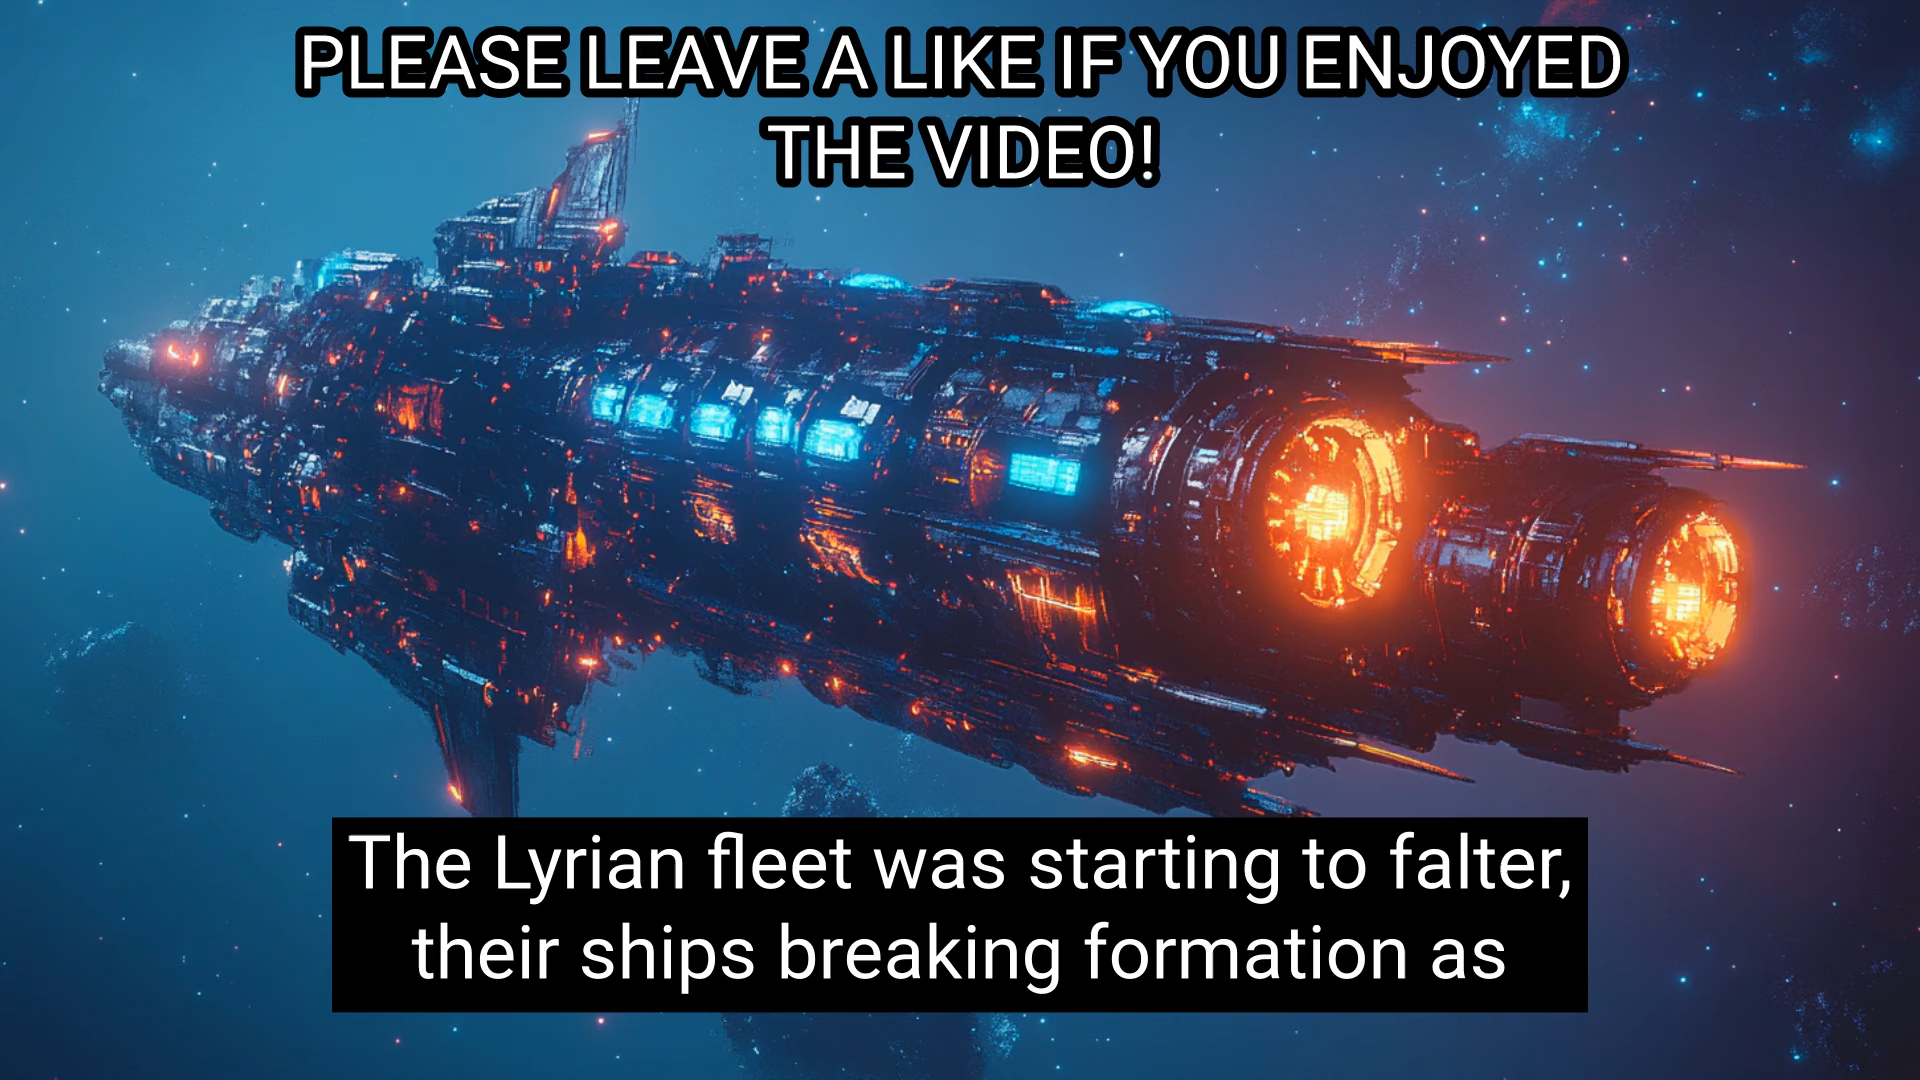 PLEASE LEAVE A LIKE IF YOU ENJOYED
THE VIDEO!
The Lyrian fleet was starting to falter,
their ships breaking formation as